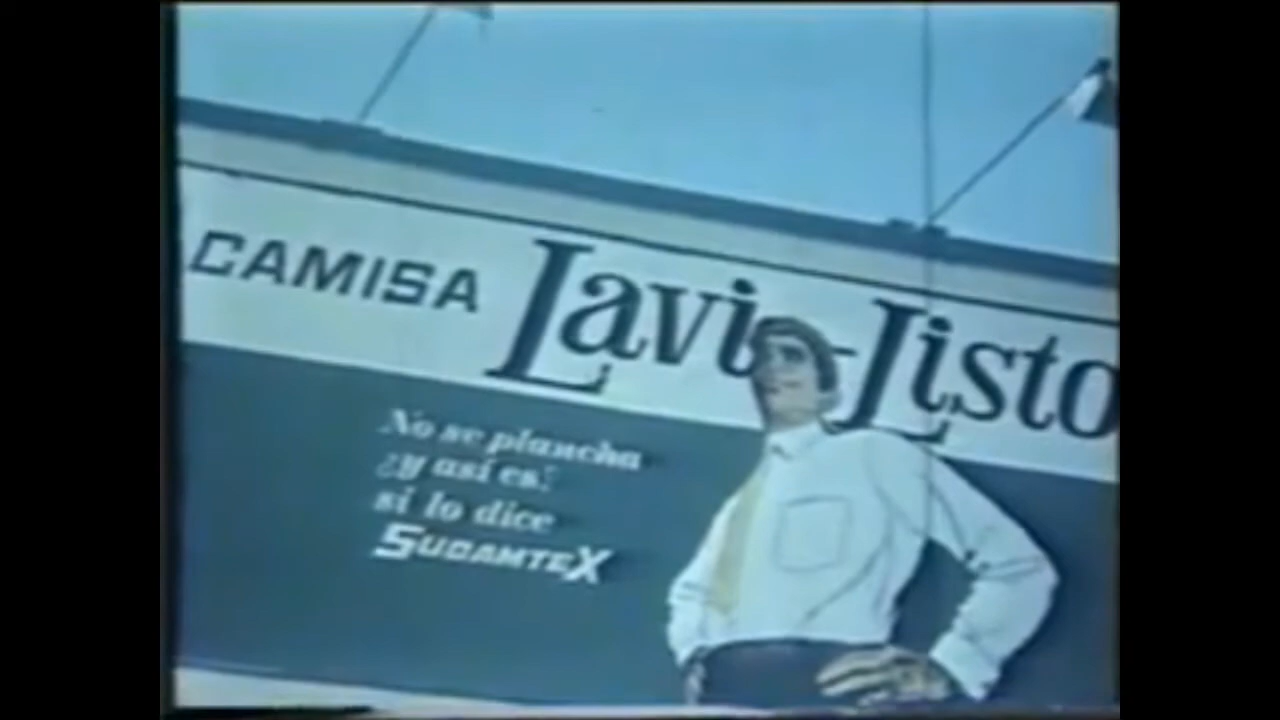 CAMISA Lavi-Listo
No se plancha
¿y así es:
si lo dice
SUDAMTEX